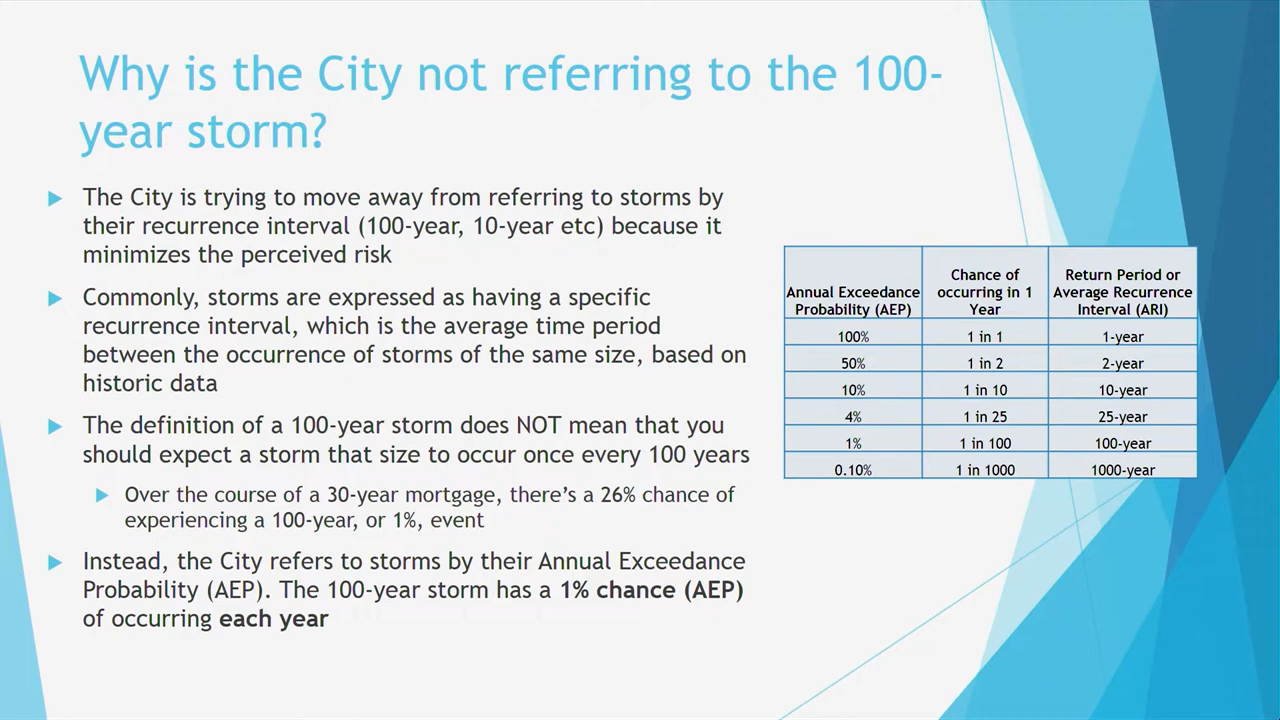 Why is the City not referring to the 100-
year storm?
The City is trying to move away from referring to storms by
their recurrence interval (100-year, 10-year etc) because it
minimizes the perceived risk
Commonly, storms are expressed as having a specific
recurrence interval, which is the average time period
between the occurrence of storms of the same size, based on
historic data
The definition of a 100-year storm does NOT mean that you
should expect a storm that size to occur once every 100 years
Over the course of a 30-year mortgage, there's a 26% chance of
experiencing a 100-year, or 1%, event
Instead, the City refers to storms by their Annual Exceedance
Probability (AEP). The 100-year storm has a 1% chance (AEP)
of occurring each year
Annual Exceedance
Probability (AEP)
Chance of
occurring in 1
Year
Return Period or
Average Recurrence
Interval (ARI)
100% 1 in 1 1-year
50% 1 in 2 2-year
10% 1 in 10 10-year
4% 1 in 25 25-year
1% 1 in 100 100-year
0.10% 1 in 1000 1000-year